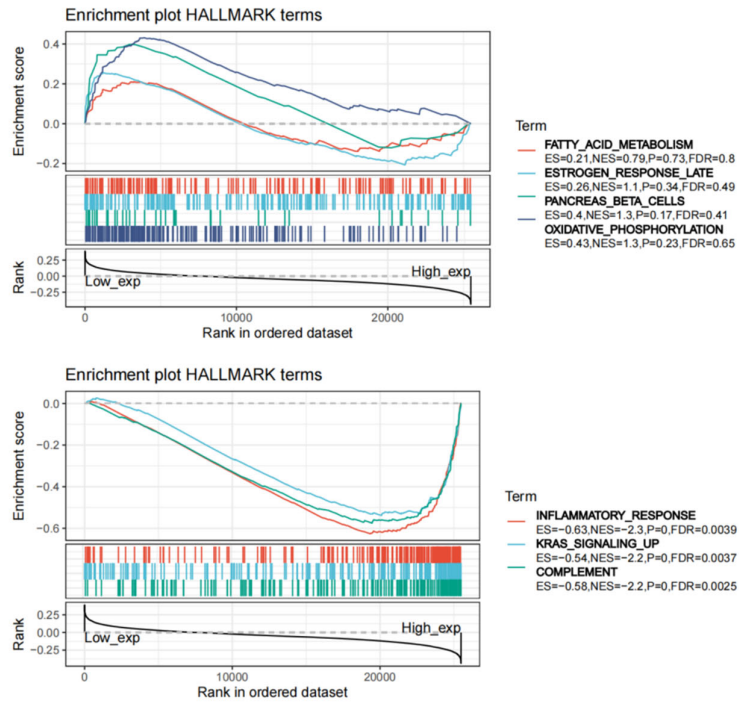 Enrichment plot HALLMARK terms
Enrichment score
0.4
0.2
0.0
−0.2
Term
FATTY_ACID_METABOLISM
ES=0.21,NES=0.79,P=0.73,FDR=0.8
ESTROGEN_RESPONSE_LATE
ES=0.26,NES=1.1,P=0.34,FDR=0.49
PANCREAS_BETA_CELLS
ES=0.4,NES=1.3,P=0.17,FDR=0.41
OXIDATIVE_PHOSPHORYLATION
ES=0.43,NES=1.3,P=0.23,FDR=0.65
Rank
0.25
0.00
−0.25
Low_exp
High_exp
0
10000
20000
Rank in ordered dataset
Enrichment plot HALLMARK terms
Enrichment score
0.0
−0.2
−0.4
−0.6
Term
INFLAMMATORY_RESPONSE
ES=−0.63,NES=−2.3,P=0,FDR=0.0039
KRAS_SIGNALING_UP
ES=−0.54,NES=−2.2,P=0,FDR=0.0037
COMPLEMENT
ES=−0.58,NES=−2.2,P=0,FDR=0.0025
Rank
0.25
0.00
−0.25
Low_exp
High_exp
0
10000
20000
Rank in ordered dataset